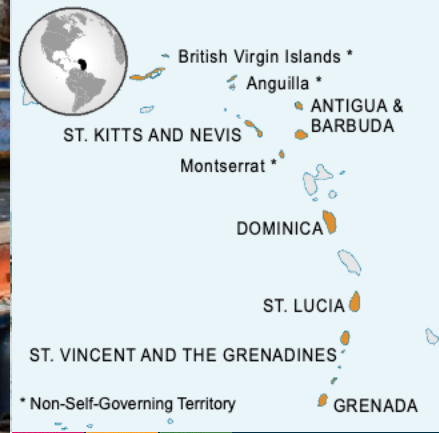 British Virgin Islands *
Anguilla *
ANTIGUA &
BARBUDA
ST. KITTS AND NEVIS
Montserrat *
DOMINICA
ST. LUCIA
ST. VINCENT AND THE GRENADINES
* Non-Self-Governing Territory
GRENADA